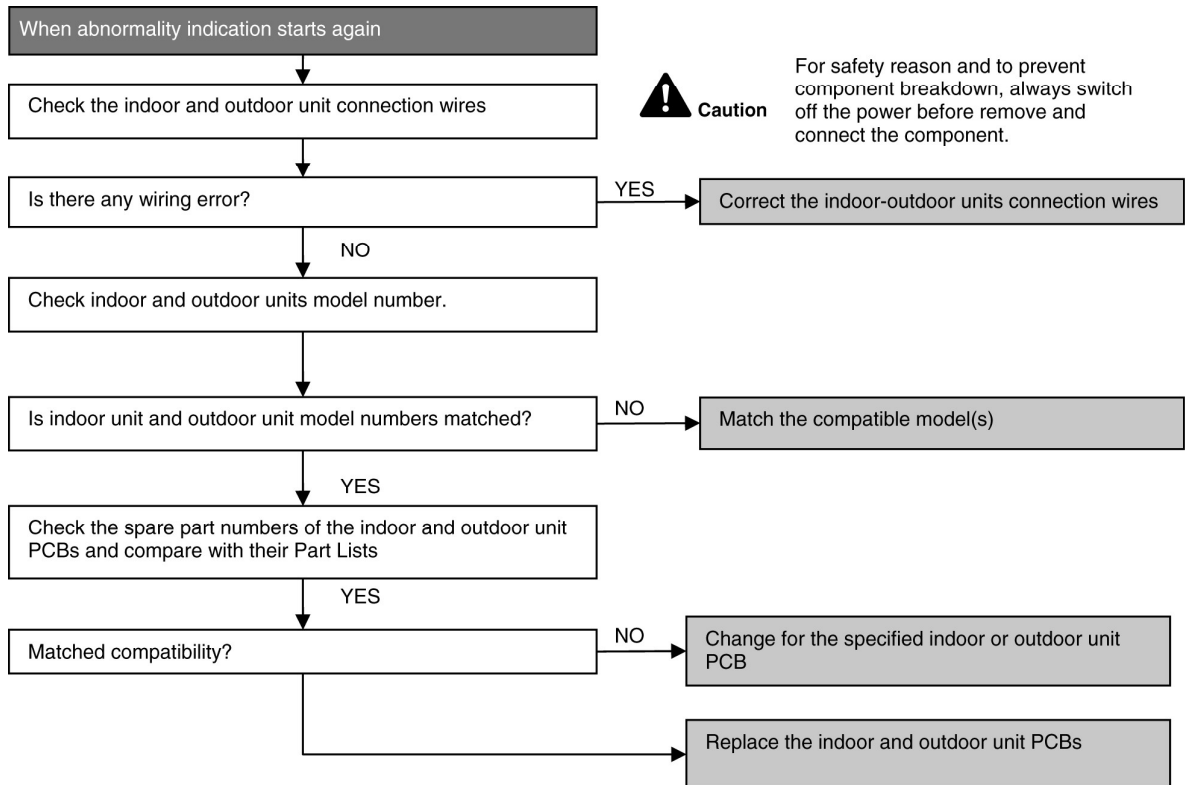 When abnormality indication starts again
Check the indoor and outdoor unit connection wires
Caution
For safety reason and to prevent
component breakdown, always switch
off the power before remove and
connect the component.
Is there any wiring error?
YES
Correct the indoor-outdoor units connection wires
NO
Check indoor and outdoor units model number.
Is indoor unit and outdoor unit model numbers matched?
NO
Match the compatible model(s)
YES
Check the spare part numbers of the indoor and outdoor unit
PCBs and compare with their Part Lists
YES
Matched compatibility?
NO
Change for the specified indoor or outdoor unit
PCB
Replace the indoor and outdoor unit PCBs